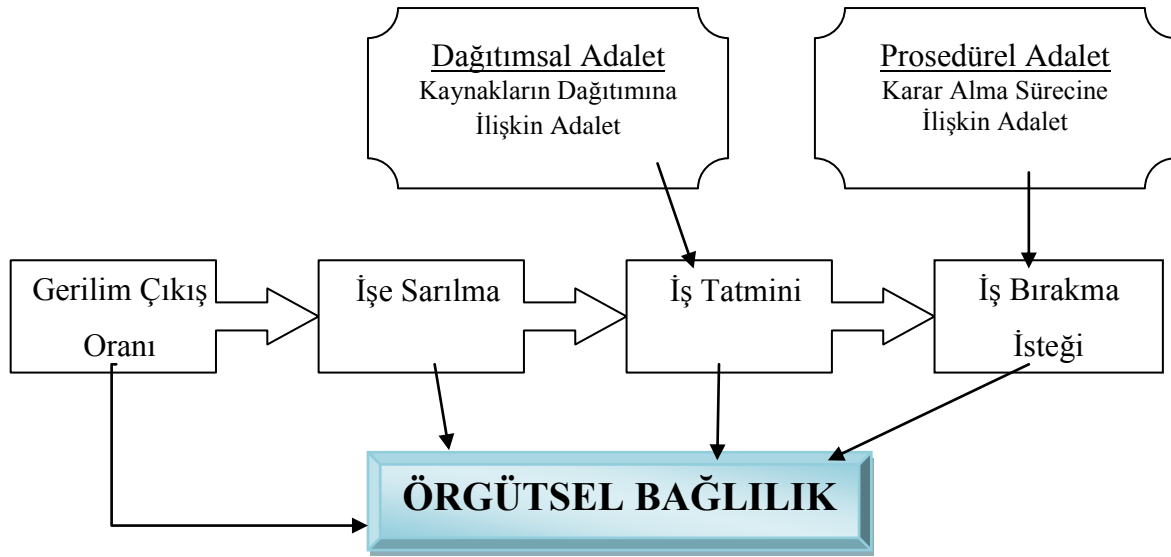 Dağıtımsal Adalet
Kaynakların Dağıtımına
İlişkin Adalet
Prosedürel Adalet
Karar Alma Sürecine
İlişkin Adalet
Gerilim Çıkış
Oranı
İşe Sarılma
İş Tatmini
İş Bırakma
İsteği
ÖRGÜTSEL BAĞLILIK